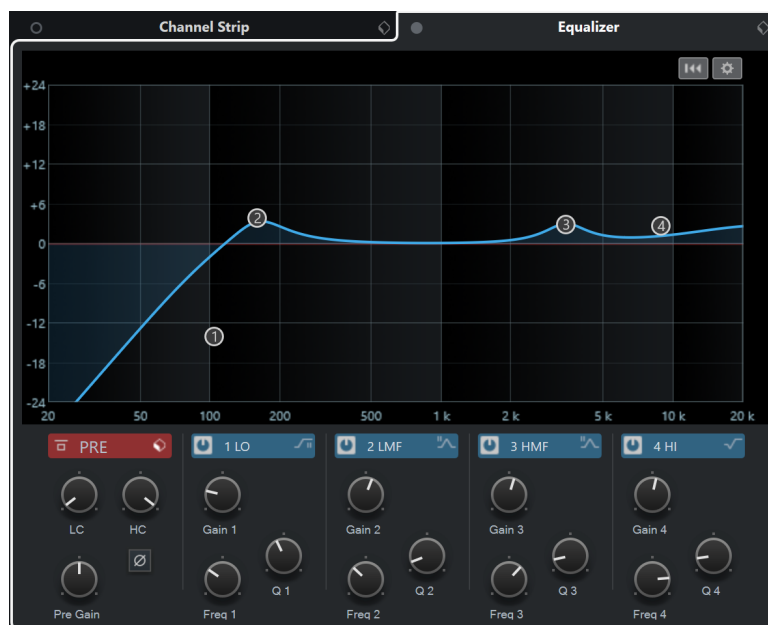 Channel Strip
Equalizer
+24
+18
+12
+6
0
-6
-12
-18
-24
1
2
3
4
20 50 100 200 500 1 k 2 k 5 k 10 k 20 k
PRE
1 LO
2 LMF
3 HMF
4 HI
LC
HC
Gain 1
Gain 2
Gain 3
Gain 4
Ø
Q 1
Q 2
Q 3
Q 4
Pre Gain
Freq 1
Freq 2
Freq 3
Freq 4